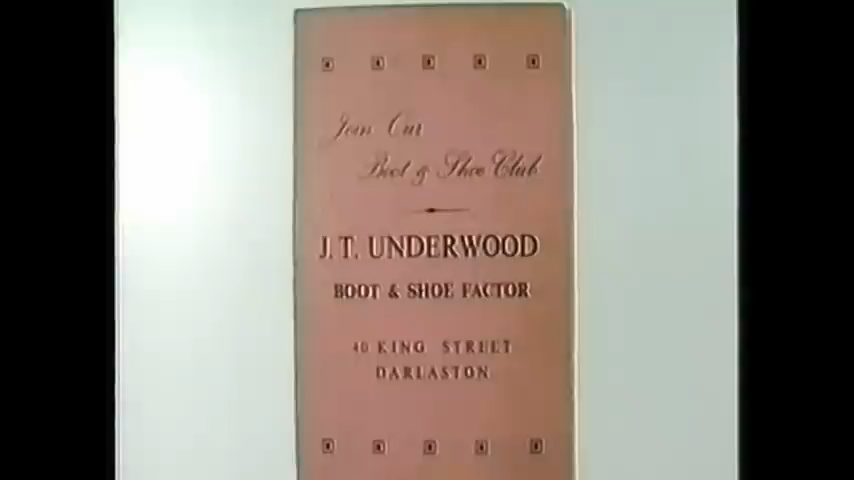 Join Our
Boot & Shoe Club
J. T. UNDERWOOD
BOOT & SHOE FACTOR
40 KING STREET
DARLASTON